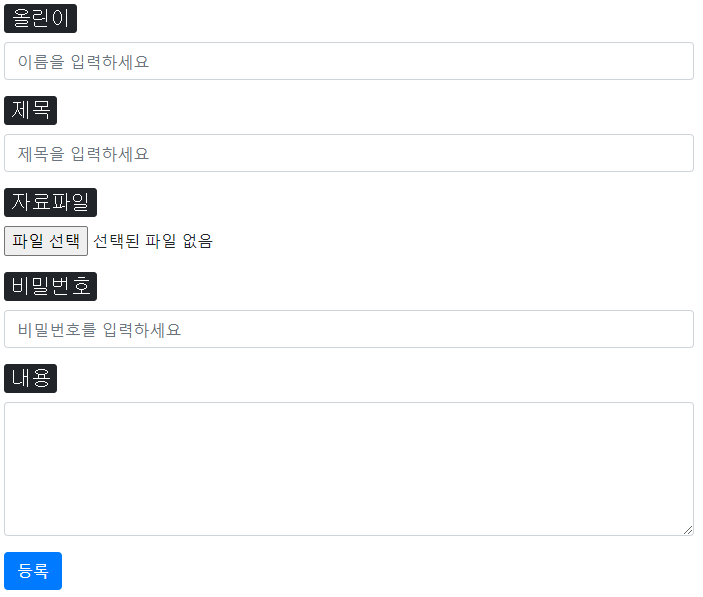 올린이
이름을 입력하세요
제목
제목을 입력하세요
자료파일
파일 선택 선택된 파일 없음
비밀번호
비밀번호를 입력하세요
내용
등록